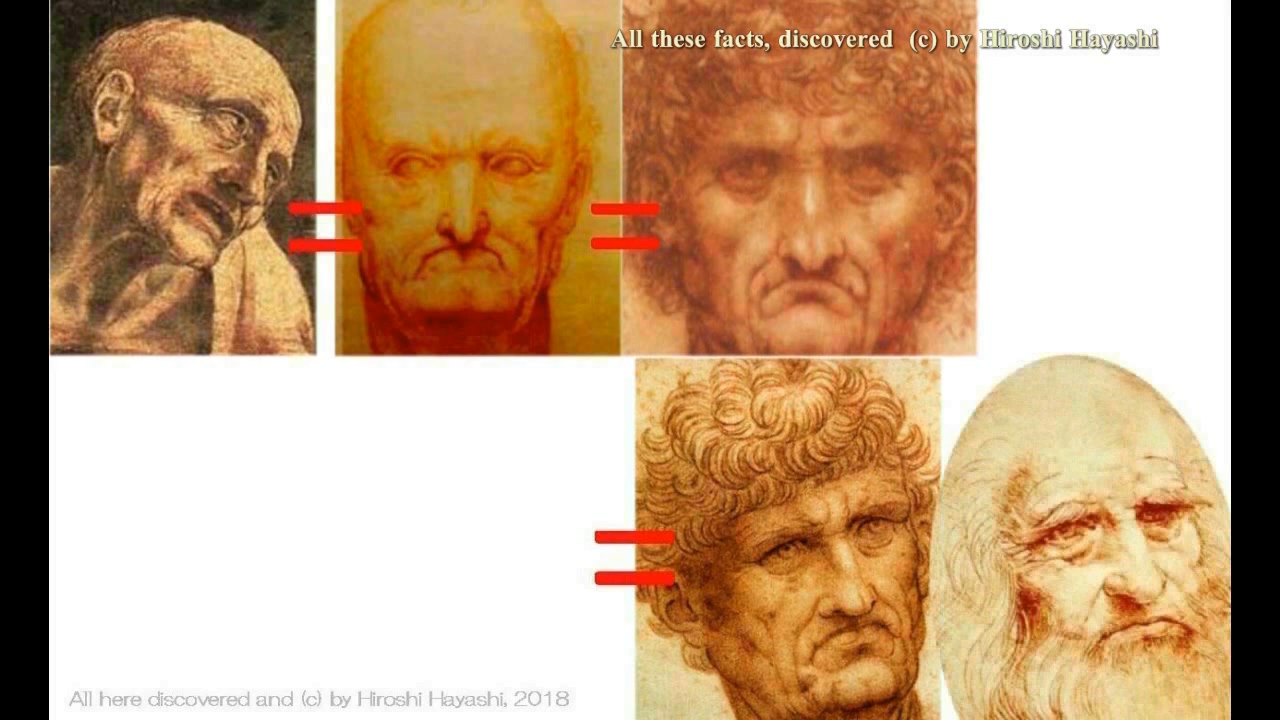 All these facts, discovered (c) by Hiroshi Hayashi
All here discovered and (c) by Hiroshi Hayashi, 2018